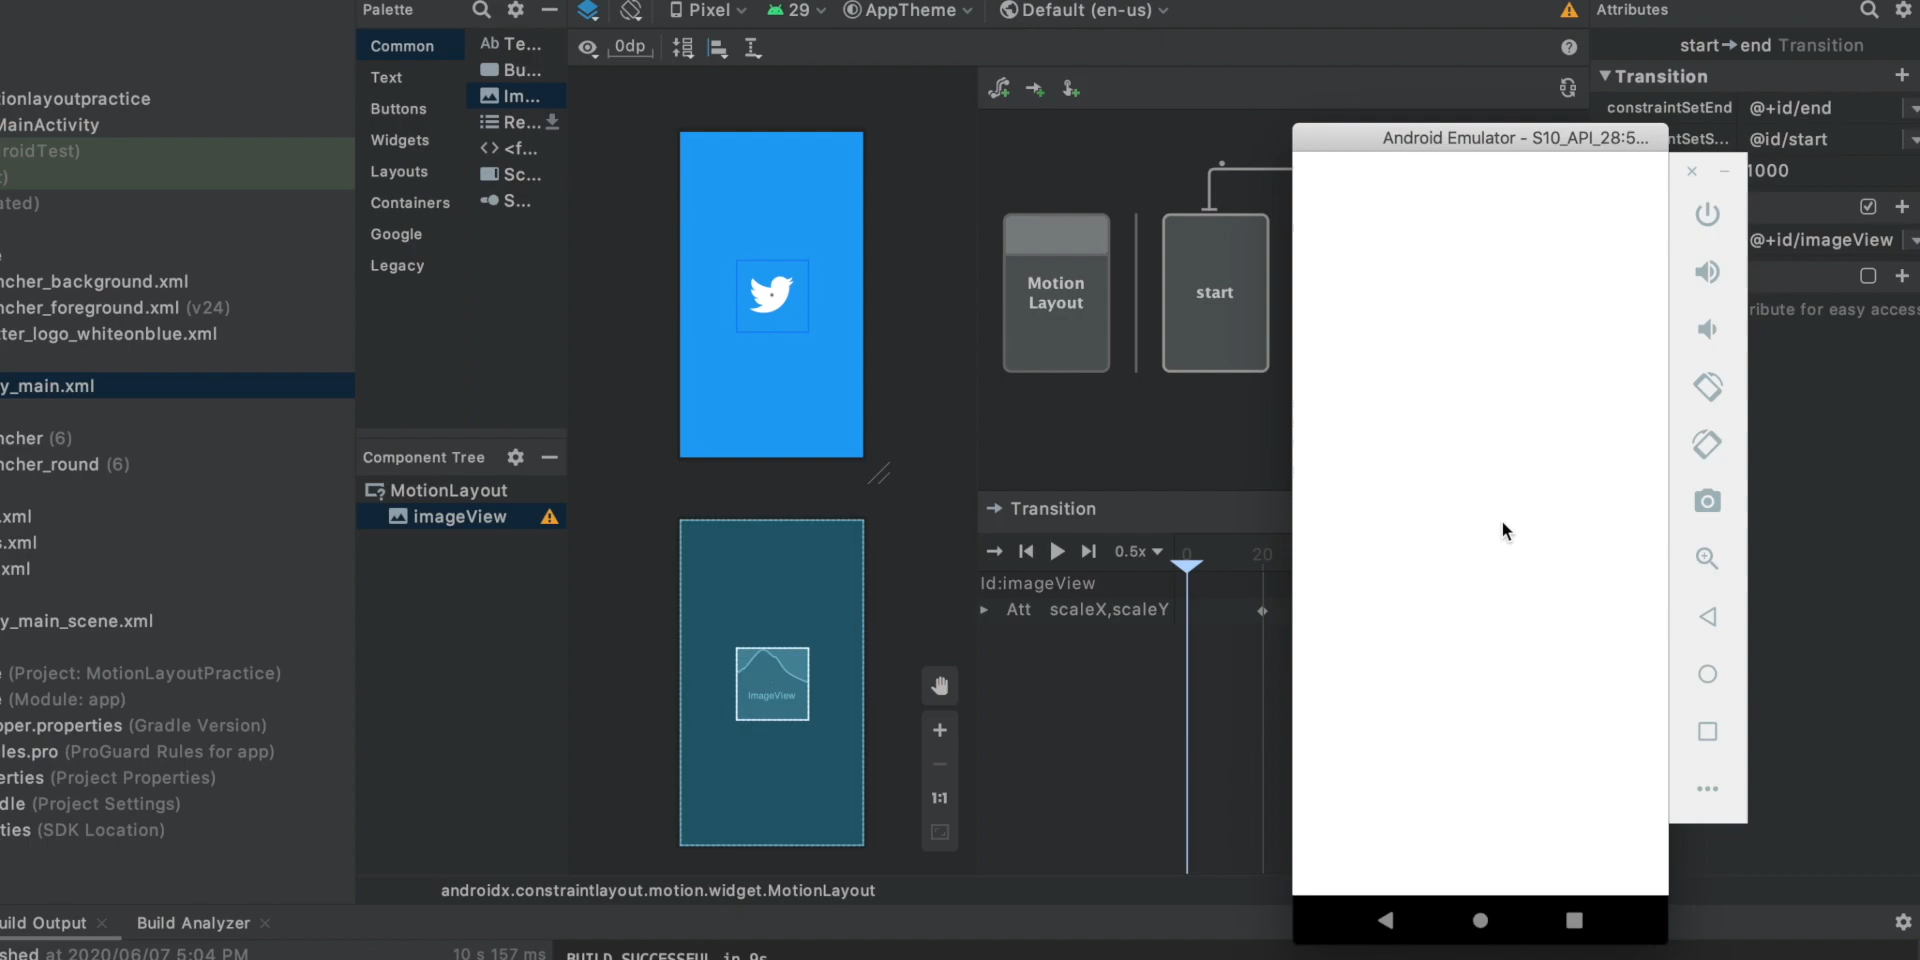 Palette
Pixel
29
AppTheme
Default (en-us)
Attributes
Common
Text
Buttons
Widgets
Layouts
Containers
Google
Legacy
Ab Te...
Bu...
Im...
Re...
<> <f...
Sc...
S...
0dp
start → end Transition
Transition
constraintSetEnd @+id/end
ntSetS... @id/start
1000
@+id/imageView
ribute for easy access
ionlayoutpractice
MainActivity
roidTest)
t)
ated)
e
ncher_background.xml
ncher_foreground.xml (v24)
ter_logo_whiteonblue.xml
y_main.xml
ncher (6)
ncher_round (6)
.xml
s.xml
xml
y_main_scene.xml
e (Project: MotionLayoutPractice)
e (Module: app)
pper.properties (Gradle Version)
les.pro (ProGuard Rules for app)
erties (Project Properties)
dle (Project Settings)
ties (SDK Location)
Component Tree
MotionLayout
imageView
ImageView
1:1
Motion
Layout
start
Android Emulator - S10_API_28:5...
Transition
0.5x
0
20
Id:imageView
Att scaleX,scaleY
androidx.constraintlayout.motion.widget.MotionLayout
uild Output
Build Analyzer
shed at 2020/06/07 5:04 PM
10 s 157 ms
BUILD SUCCESSFUL in 9s